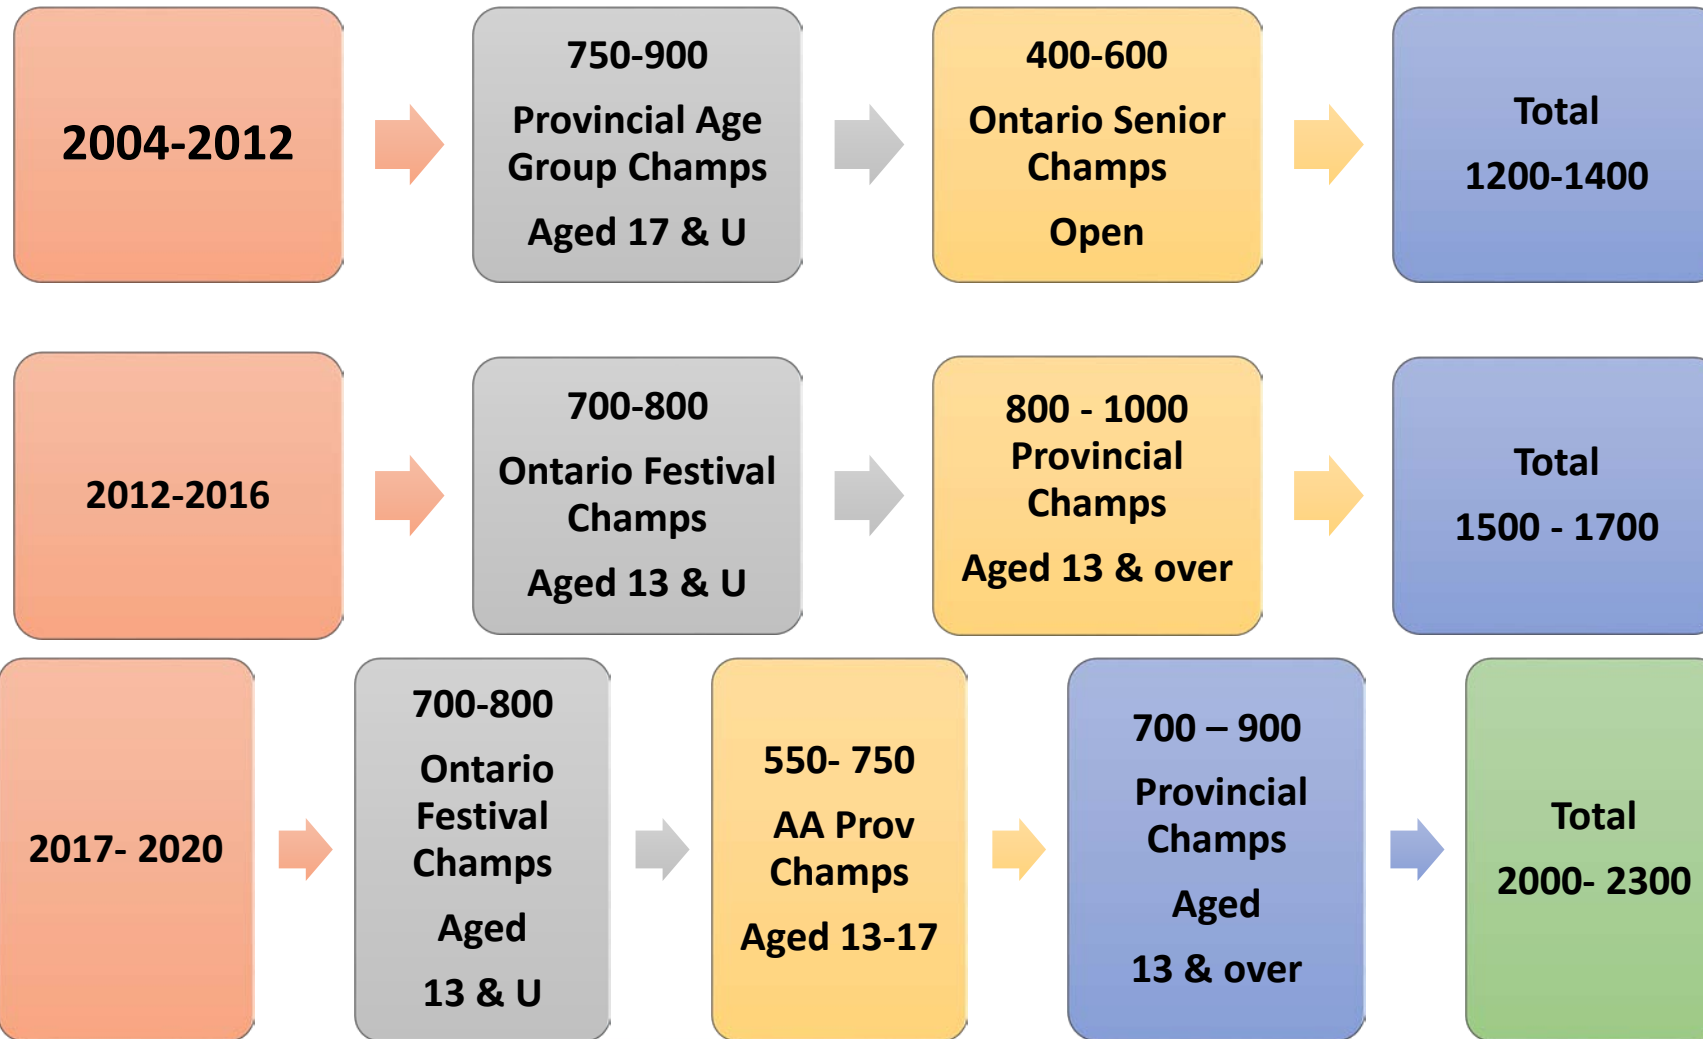 2004-2012
750-900
Provincial Age
Group Champs
Aged 17 & U
400-600
Ontario Senior
Champs
Open
Total
1200-1400
2012-2016
700-800
Ontario Festival
Champs
Aged 13 & U
800 - 1000
Provincial
Champs
Aged 13 & over
Total
1500 - 1700
2017- 2020
700-800
Ontario
Festival
Champs
Aged
13 & U
550- 750
AA Prov
Champs
Aged 13-17
700 – 900
Provincial
Champs
Aged
13 & over
Total
2000- 2300